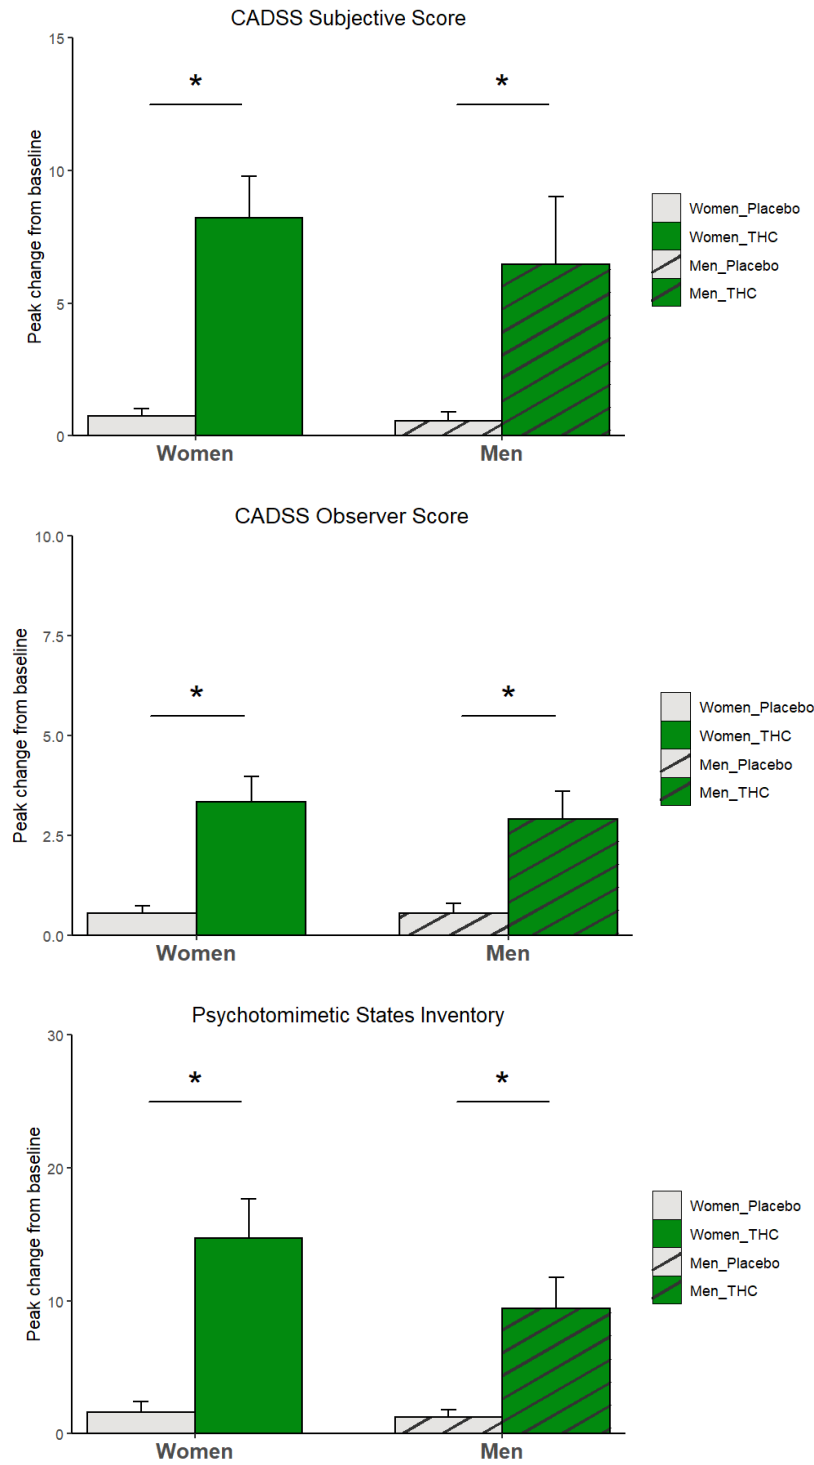 CADSS Subjective Score
Peak change from baseline
15
10
5
0
*
*
Women
Men
Women_Placebo
Women_THC
Men_Placebo
Men_THC
CADSS Observer Score
Peak change from baseline
10.0
7.5
5.0
2.5
0.0
*
*
Women
Men
Women_Placebo
Women_THC
Men_Placebo
Men_THC
Psychotomimetic States Inventory
Peak change from baseline
30
20
10
0
*
*
Women
Men
Women_Placebo
Women_THC
Men_Placebo
Men_THC